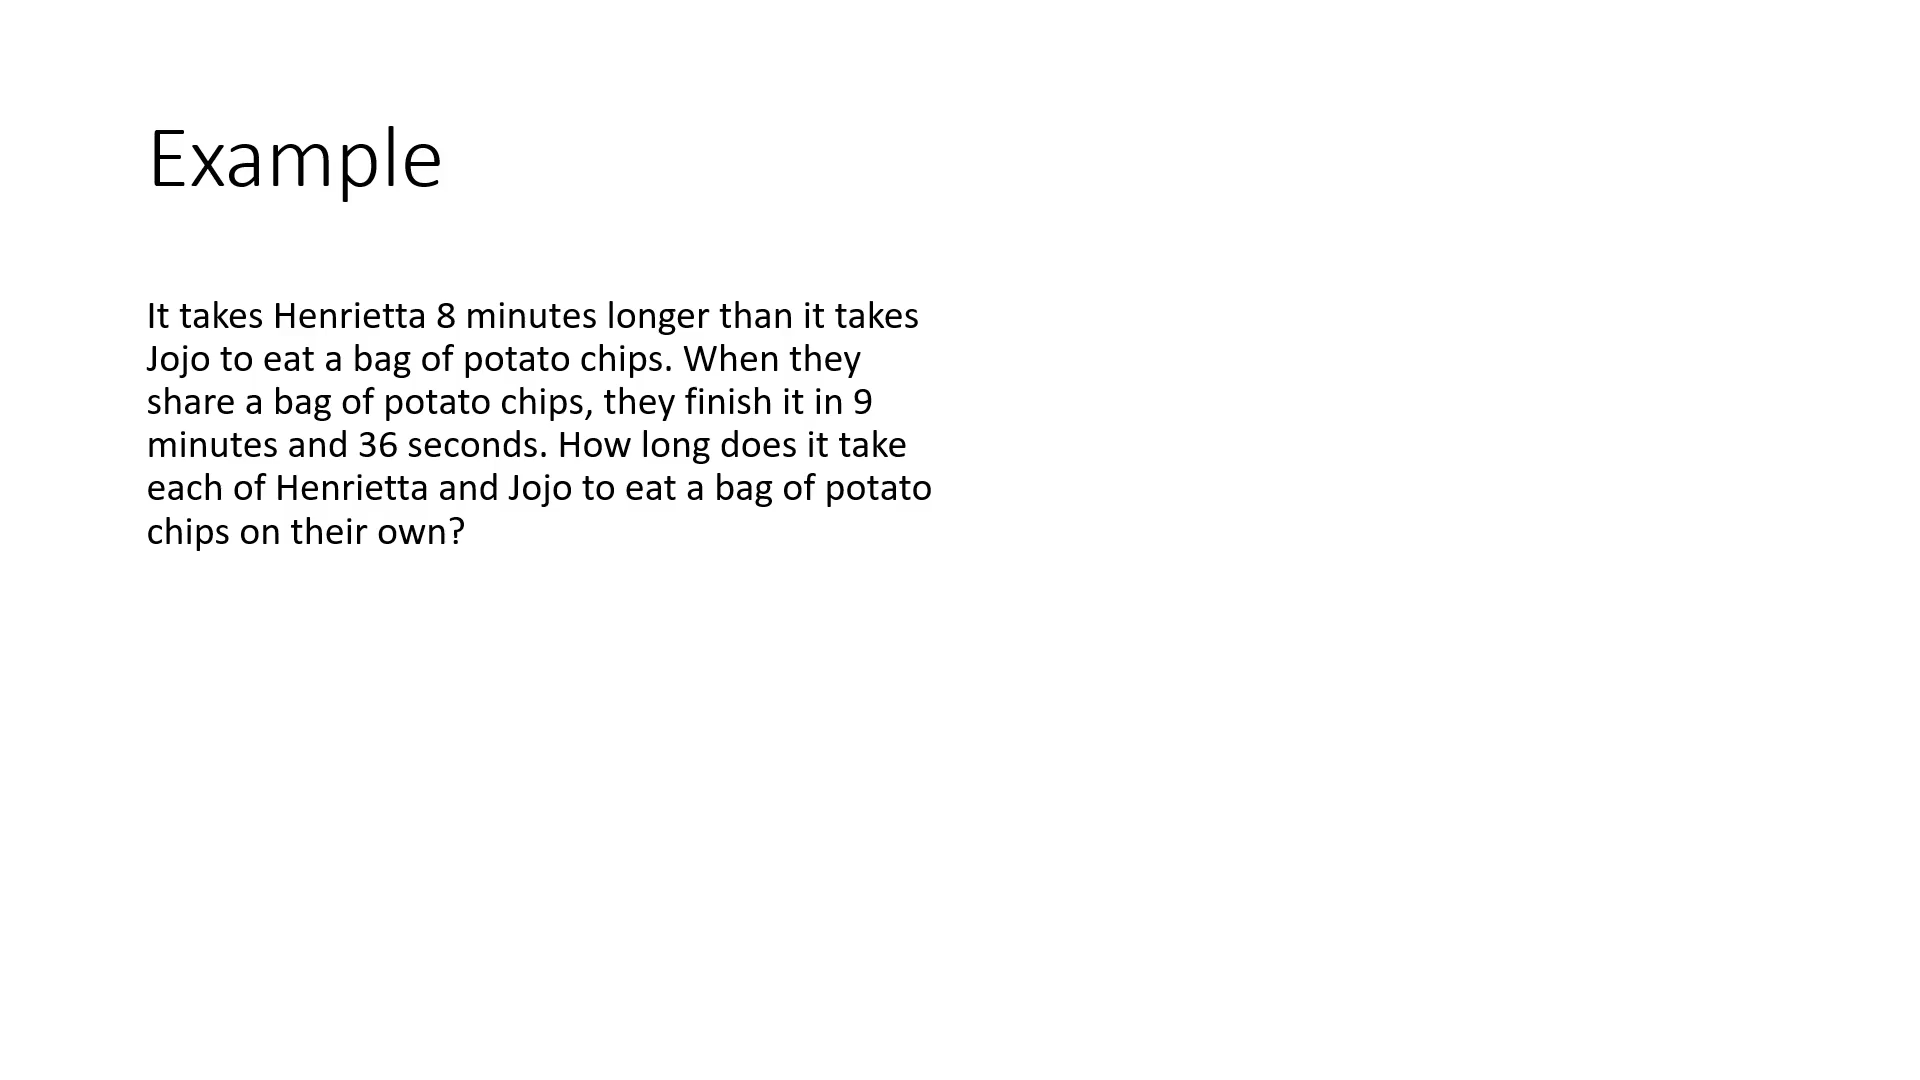 Example
It takes Henrietta 8 minutes longer than it takes
Jojo to eat a bag of potato chips. When they
share a bag of potato chips, they finish it in 9
minutes and 36 seconds. How long does it take
each of Henrietta and Jojo to eat a bag of potato
chips on their own?